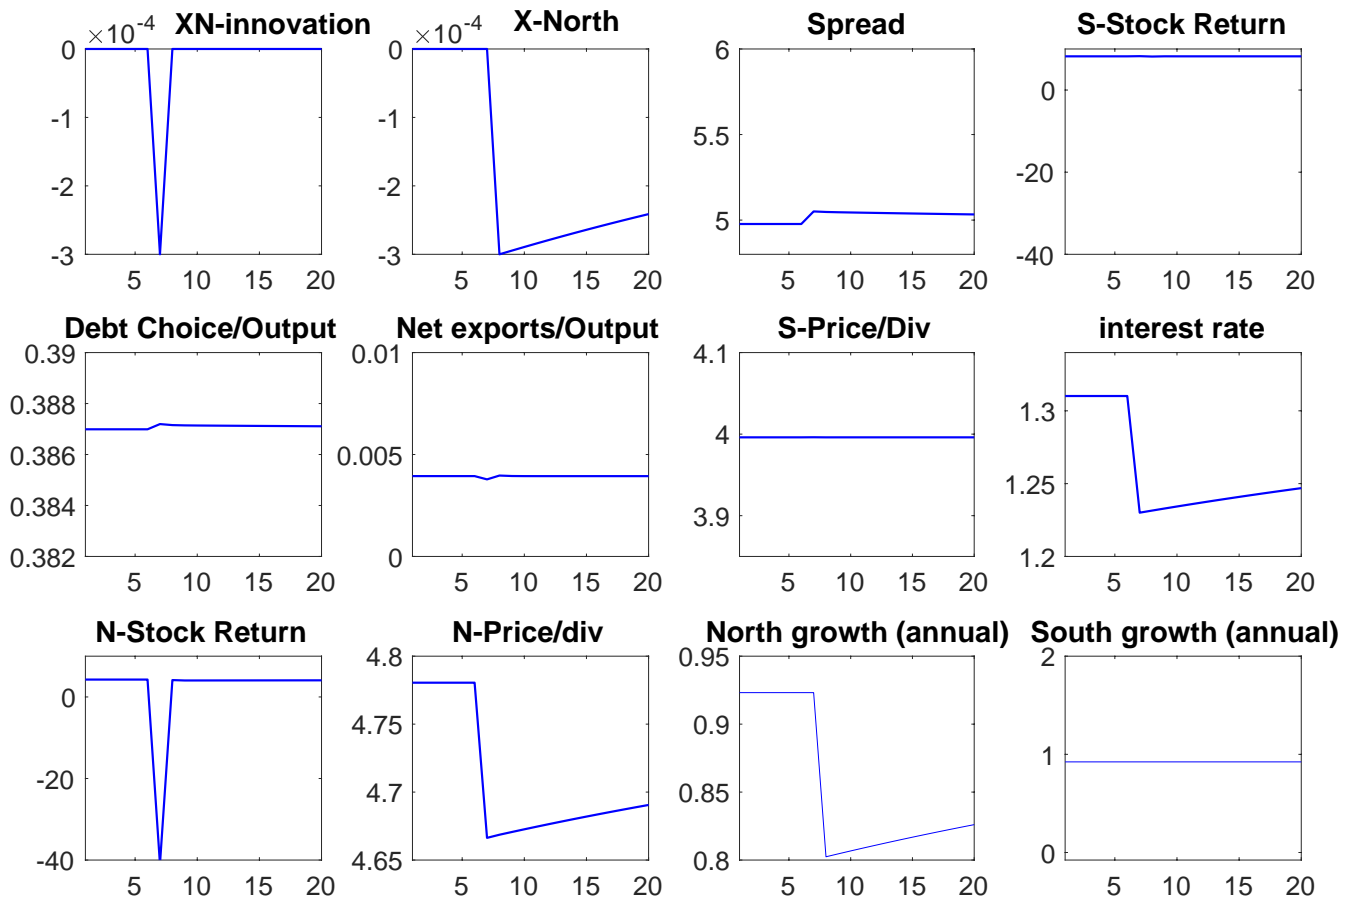 XN-innovation
×10-4
0
-1
-2
-3
5 10 15 20
X-North
×10-4
0
-1
-2
-3
5 10 15 20
Spread
6
5.5
5
5 10 15 20
S-Stock Return
0
-20
-40
5 10 15 20
Debt Choice/Output
0.39
0.388
0.386
0.384
0.382
5 10 15 20
Net exports/Output
0.01
0.005
0
5 10 15 20
S-Price/Div
4.1
4
3.9
5 10 15 20
interest rate
1.3
1.25
1.2
5 10 15 20
N-Stock Return
0
-20
-40
5 10 15 20
N-Price/div
4.8
4.75
4.7
4.65
5 10 15 20
North growth (annual)
0.95
0.9
0.85
0.8
5 10 15 20
South growth (annual)
2
1
0
5 10 15 20